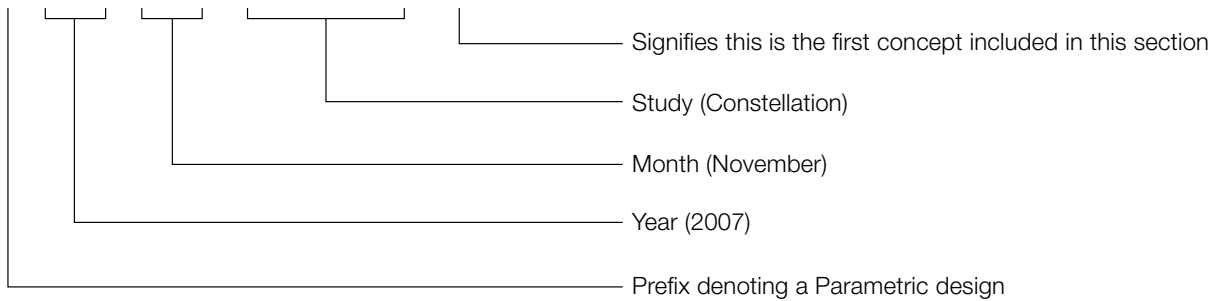 Signifies this is the first concept included in this section
Study (Constellation)
Month (November)
Year (2007)
Prefix denoting a Parametric design